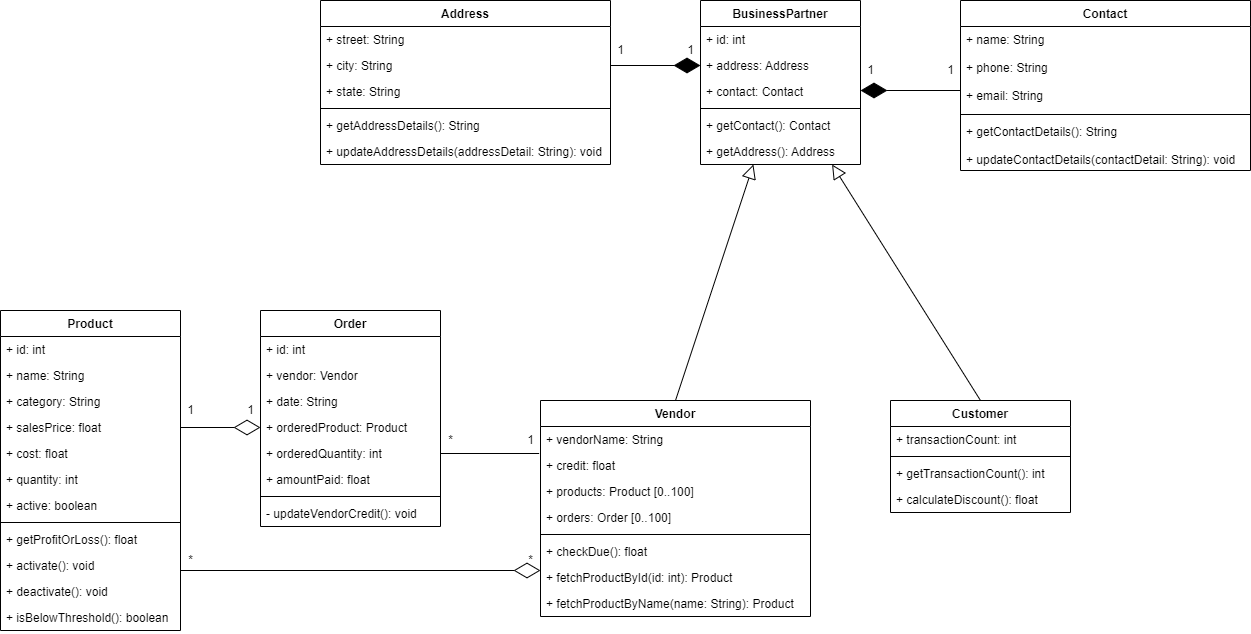 Address
+ street: String
+ city: String
+ state: String
+ getAddressDetails(): String
+ updateAddressDetails(addressDetail: String): void
1
1
BusinessPartner
+ id: int
+ address: Address
+ contact: Contact
+ getContact(): Contact
+ getAddress(): Address
1
1
Contact
+ name: String
+ phone: String
+ email: String
+ getContactDetails(): String
+ updateContactDetails(contactDetail: String): void
Product
+ id: int
+ name: String
+ category: String
+ salesPrice: float
+ cost: float
+ quantity: int
+ active: boolean
+ getProfitOrLoss(): float
+ activate(): void
+ deactivate(): void
+ isBelowThreshold(): boolean
1
1
Order
+ id: int
+ vendor: Vendor
+ date: String
+ orderedProduct: Product
+ orderedQuantity: int
+ amountPaid: float
- updateVendorCredit(): void
*
1
*
*
Vendor
+ vendorName: String
+ credit: float
+ products: Product [0..100]
+ orders: Order [0..100]
+ checkDue(): float
+ fetchProductById(id: int): Product
+ fetchProductByName(name: String): Product
Customer
+ transactionCount: int
+ getTransactionCount(): int
+ calculateDiscount(): float